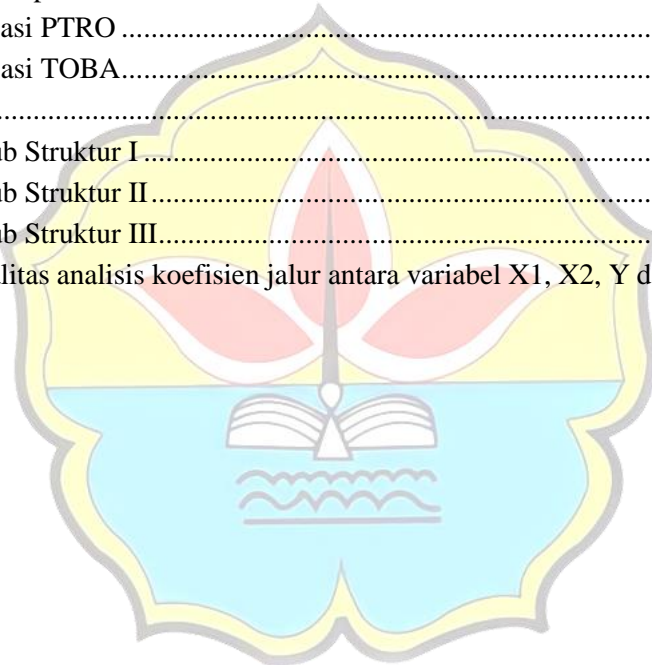 asi PTRO ........................................................................
asi TOBA........................................................................
........................................................................................
ub Struktur I .....................................................................
ub Struktur II ....................................................................
ub Struktur III...................................................................
alitas analisis koefisien jalur antara variabel X1, X2, Y d